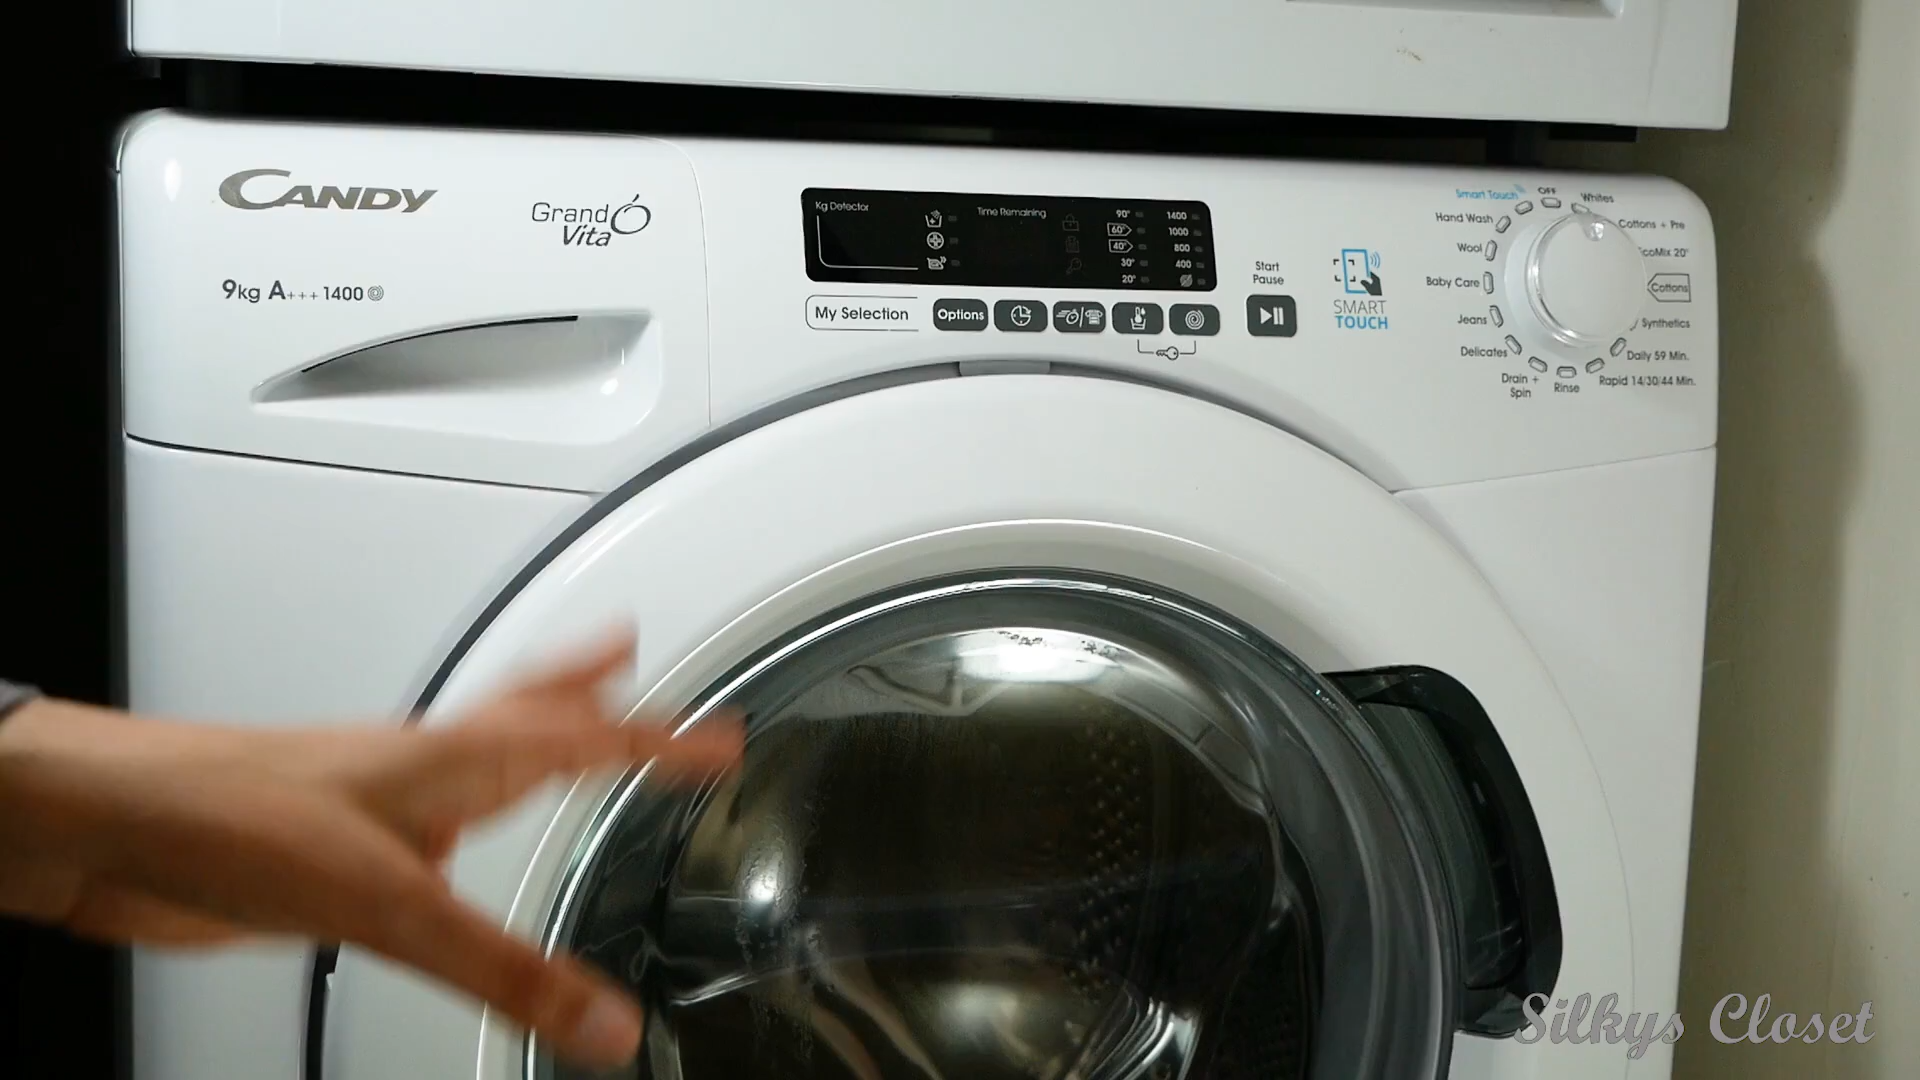 CANDY
Grand
Vita
9kg A+++ 1400
Kg Detector
Time Remaining
90°
60°
40°
30°
20°
1400
1000
800
400
My Selection
Options
Start
Pause
SMART
TOUCH
Smart Touch
OFF
Whites
Hand Wash
Cottons + Pre
Wool
coMix 20°
Baby Care
Cottons
Jeans
Synthetics
Delicates
Daily 59 Min.
Drain +
Spin
Rinse
Rapid 14/30/44 Min.
Silkys Closet